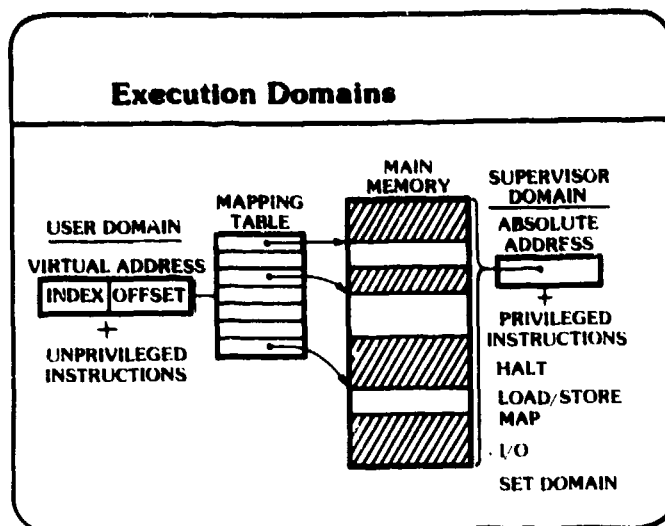 Execution Domains
USER DOMAIN
VIRTUAL ADDRESS
INDEX OFFSET
+
UNPRIVILEGED
INSTRUCTIONS
MAPPING
TABLE
MAIN
MEMORY
SUPERVISOR
DOMAIN
ABSOLUTE
ADDRESS
+
PRIVILEGED
INSTRUCTIONS
HALT
LOAD/STORE
MAP
I/O
SET DOMAIN